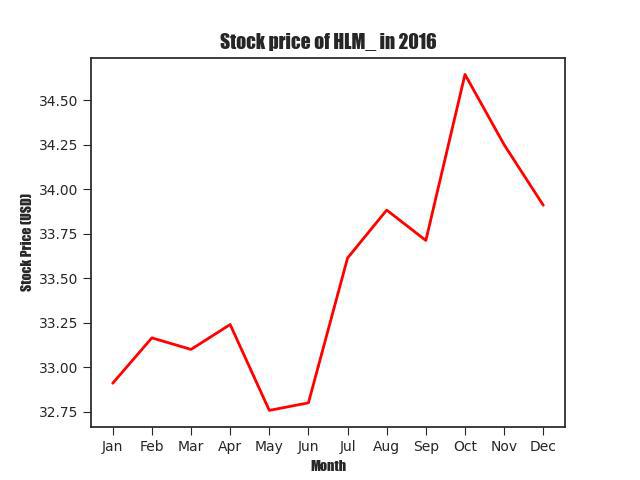 Stock price of HLM_ in 2016
Stock Price (USD)
34.50
34.25
34.00
33.75
33.50
33.25
33.00
32.75
Jan Feb Mar Apr May Jun Jul Aug Sep Oct Nov Dec
Month